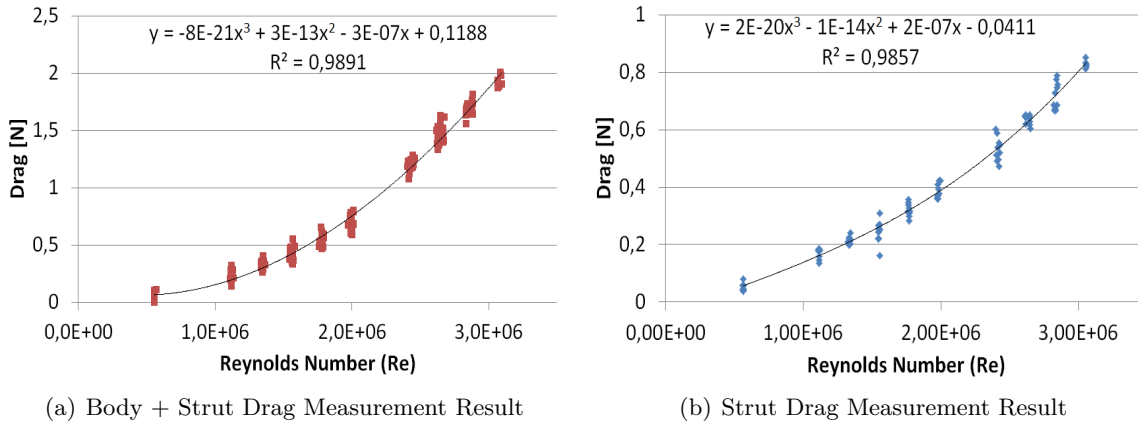 y = -8E-21x³ + 3E-13x² - 3E-07x + 0,1188
R² = 0,9891
2,5
2
1,5
1
0,5
0
Drag [N]
0,0E+00 1,0E+06 2,0E+06 3,0E+06
Reynolds Number (Re)
(a) Body + Strut Drag Measurement Result
y = 2E-20x³ - 1E-14x² + 2E-07x - 0,0411
R² = 0,9857
1
0,8
0,6
0,4
0,2
0
Drag [N]
0,00E+00 1,00E+06 2,00E+06 3,00E+06
Reynolds Number (Re)
(b) Strut Drag Measurement Result